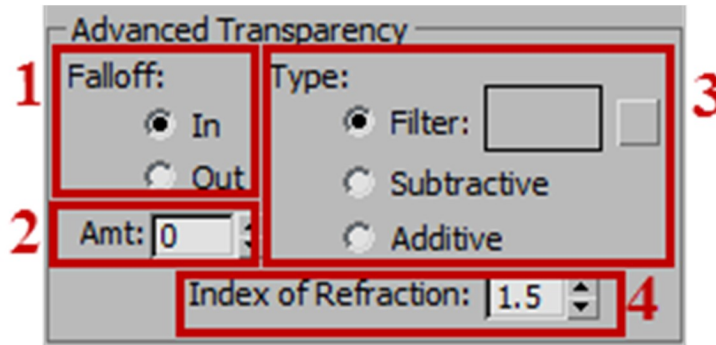 Advanced Transparency
1
Falloff:
In
Out
2
Amt: 0
Type:
3
Filter:
Subtractive
Additive
Index of Refraction: 1.5
4